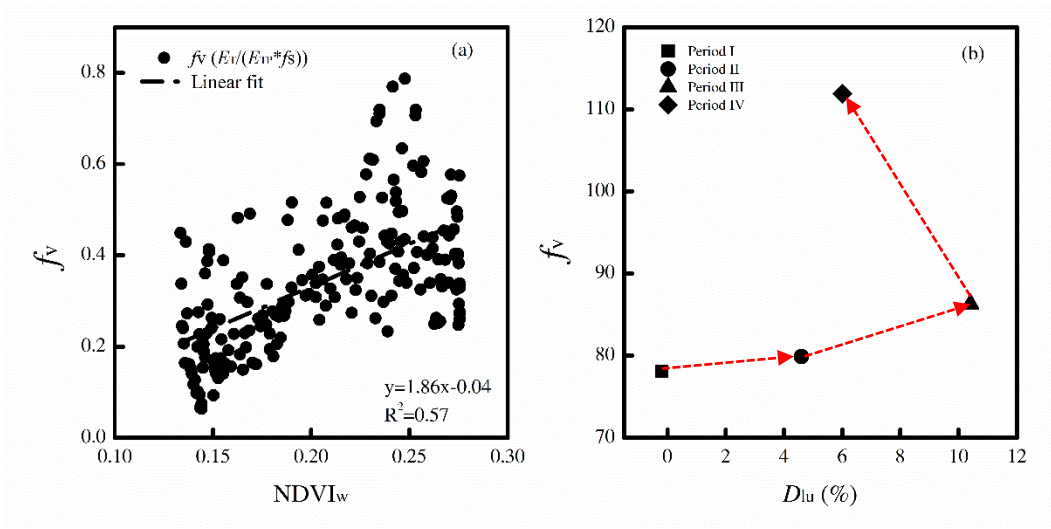 (a)
fv (ET/(ETP*fs))
Linear fit
0.8
0.6
0.4
0.2
0.0
fv
y=1.86x-0.04
R²=0.57
0.10 0.15 0.20 0.25 0.30
NDVIw
(b)
Period I
Period II
Period III
Period IV
120
110
100
90
80
70
fv
0 2 4 6 8 10 12
Dlu (%)